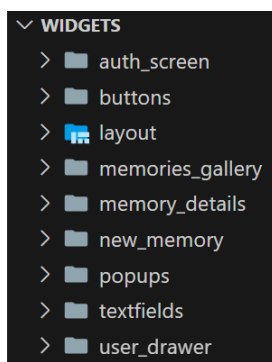 WIDGETS
auth_screen
buttons
layout
memories_gallery
memory_details
new_memory
popups
textfields
user_drawer